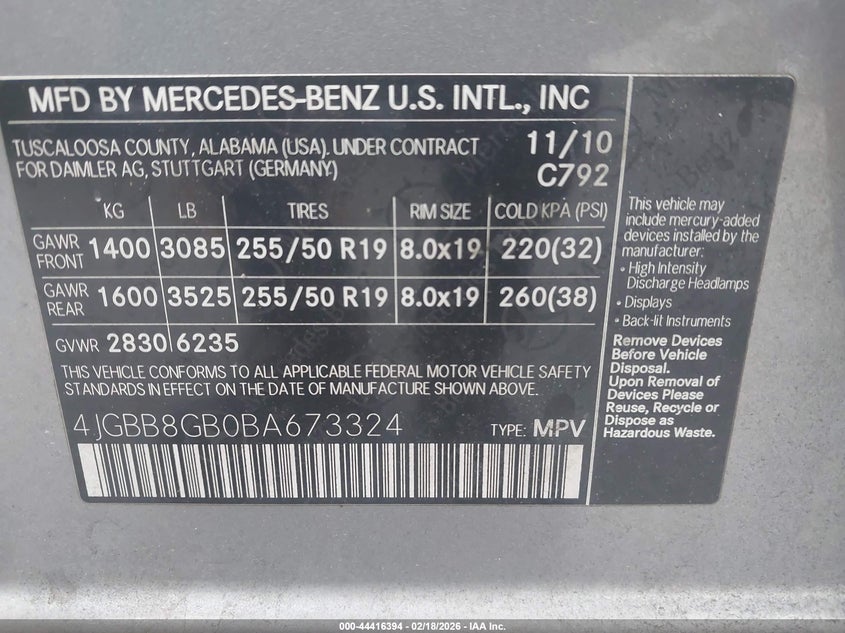 MFD BY MERCEDES-BENZ U.S. INTL., INC
TUSCALOOSA COUNTY, ALABAMA (USA), UNDER CONTRACT 11/10
FOR DAIMLER AG, STUTTGART (GERMANY) C792
KG LB TIRES RIM SIZE COLD KPA (PSI)
GAWR FRONT 1400 3085 255/50 R19 8.0x19 220(32)
GAWR REAR 1600 3525 255/50 R19 8.0x19 260(38)
GVWR 2830 6235
THIS VEHICLE CONFORMS TO ALL APPLICABLE FEDERAL MOTOR VEHICLE SAFETY
STANDARDS IN EFFECT ON THE DATE OF MANUFACTURE SHOWN ABOVE.
4JGBB8GB0BA673324 TYPE: MPV
This vehicle may
include mercury-added
devices installed by the
manufacturer:
• High Intensity
Discharge Headlamps
• Displays
• Back-lit Instruments
Remove Devices
Before Vehicle
Disposal.
Upon Removal of
Devices Please
Reuse, Recycle or
Dispose as
Hazardous Waste.
000-44416394 - 02/18/2026 - IAA Inc.